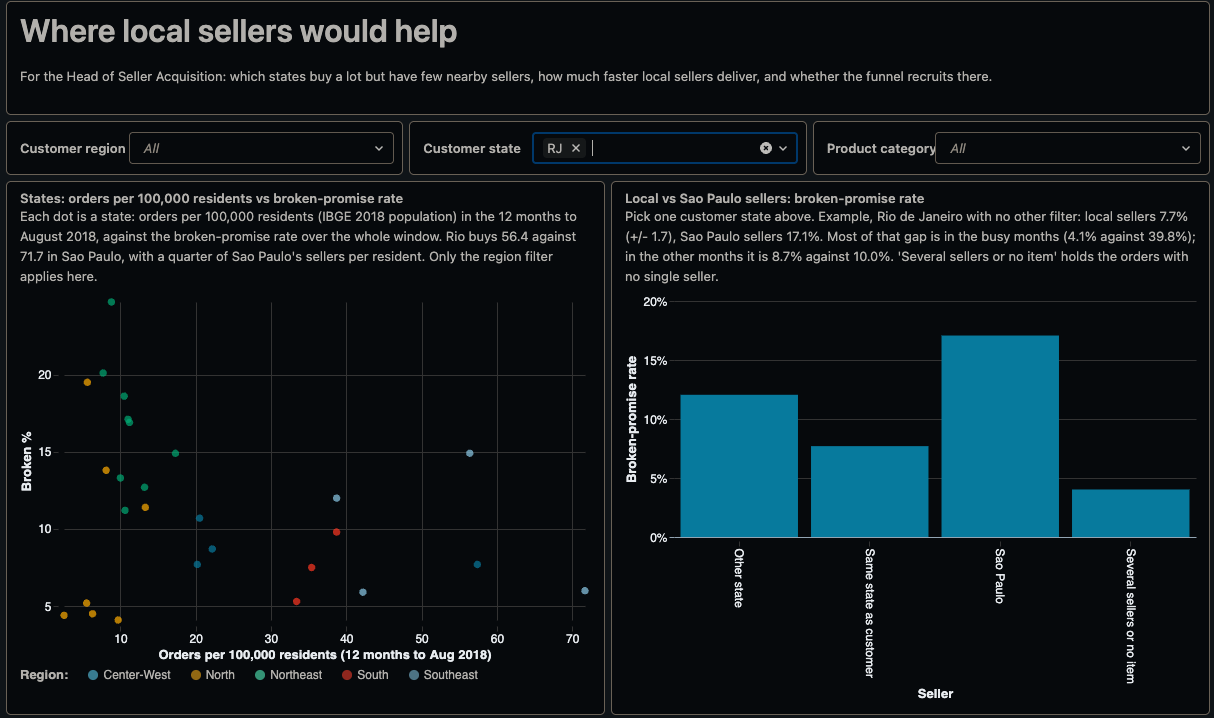 Where local sellers would help
For the Head of Seller Acquisition: which states buy a lot but have few nearby sellers, how much faster local sellers deliver, and whether the funnel recruits there.
Customer region All
Customer state RJ
Product category All
States: orders per 100,000 residents vs broken-promise rate
Each dot is a state: orders per 100,000 residents (IBGE 2018 population) in the 12 months to
August 2018, against the broken-promise rate over the whole window. Rio buys 56.4 against
71.7 in Sao Paulo, with a quarter of Sao Paulo's sellers per resident. Only the region filter
applies here.
Broken %
20
15
10
5
10 20 30 40 50 60 70
Orders per 100,000 residents (12 months to Aug 2018)
Region: Center-West North Northeast South Southeast
Local vs Sao Paulo sellers: broken-promise rate
Pick one customer state above. Example, Rio de Janeiro with no other filter: local sellers 7.7%
(+/- 1.7), Sao Paulo sellers 17.1%. Most of that gap is in the busy months (4.1% against 39.8%);
in the other months it is 8.7% against 10.0%. 'Several sellers or no item' holds the orders with
no single seller.
Broken-promise rate
20%
15%
10%
5%
0%
Other state
Same state as customer
Sao Paulo
Several sellers or no item
Seller